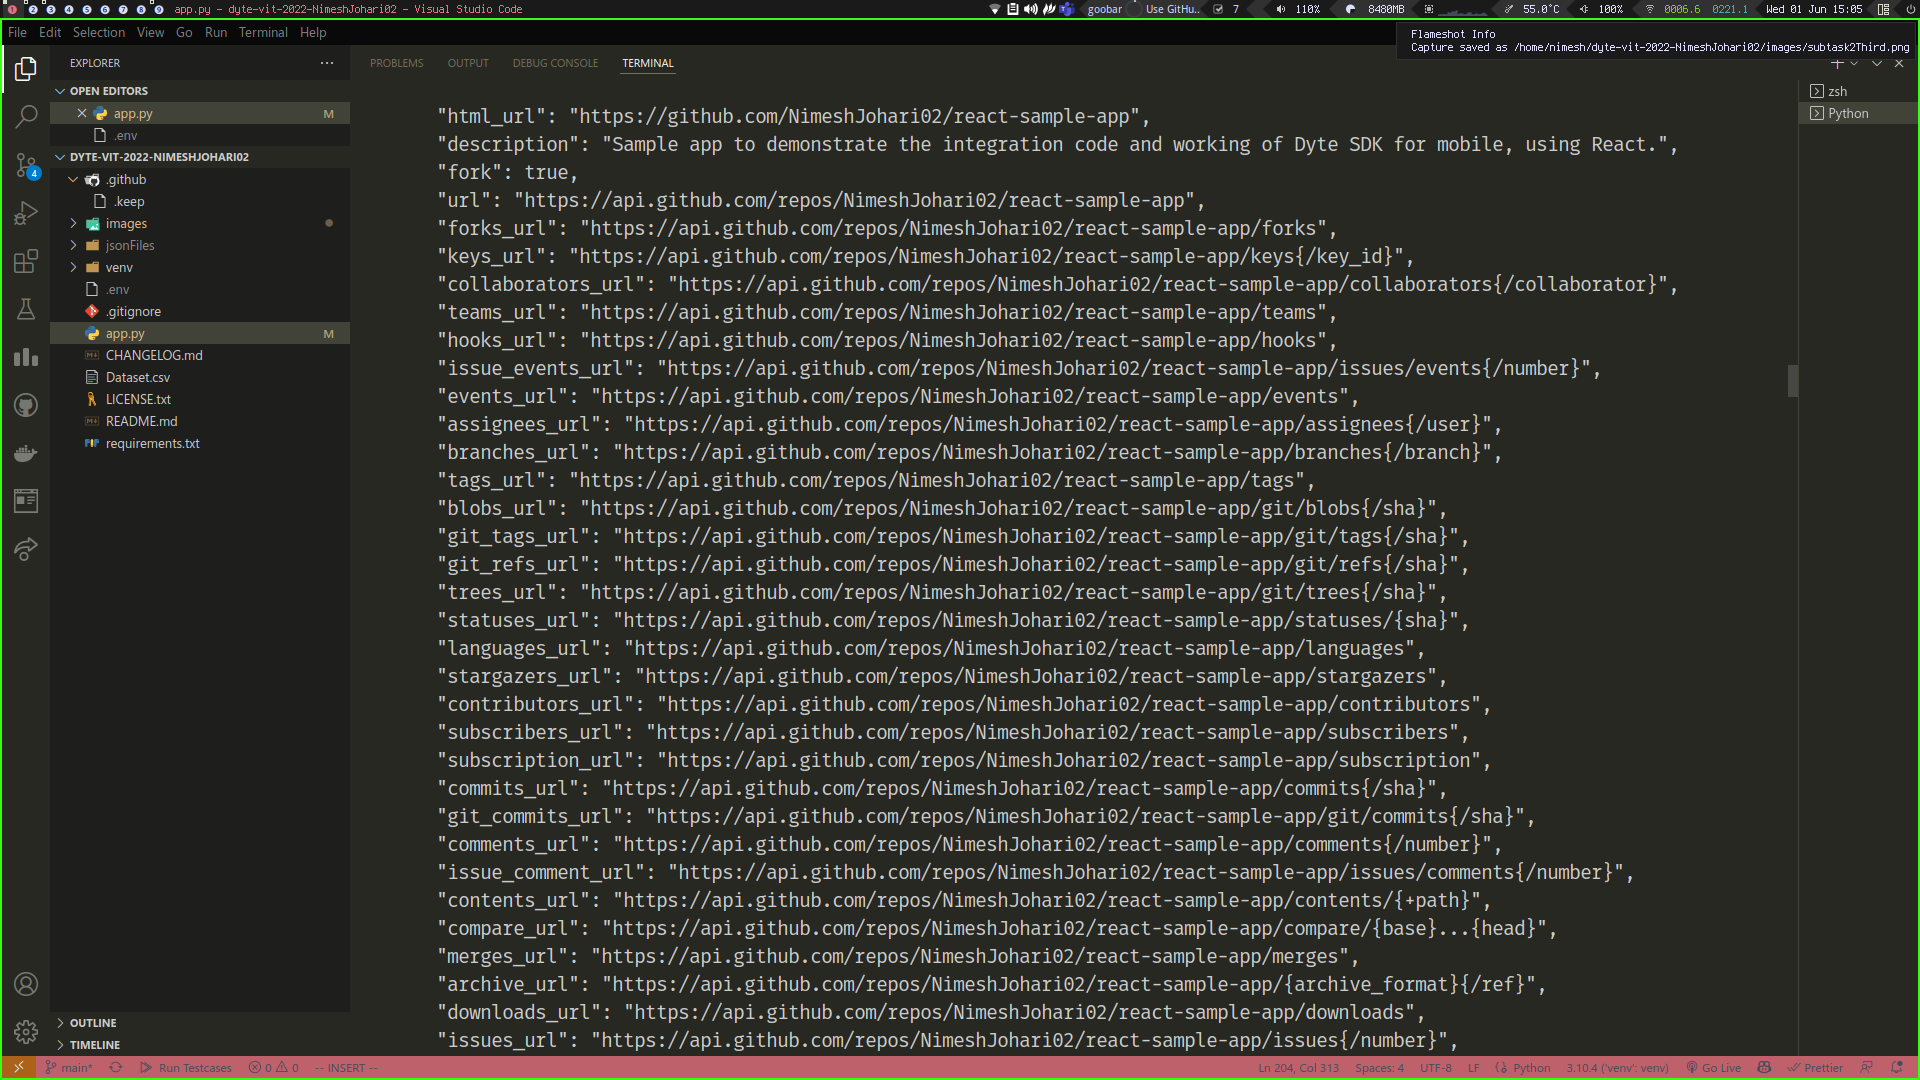 1 2 3 4 5 6 7 8 9 app.py - dyte-vit-2022-NimeshJohari02 - Visual Studio Code
goobar Use GitHu.. 7 110% 8480MB 55.0°C 100% 0006.6 0221.1 Wed 01 Jun 15:05
File Edit Selection View Go Run Terminal Help
Flameshot Info
Capture saved as /home/nimesh/dyte-vit-2022-NimeshJohari02/images/subtask2Third.png
EXPLORER
PROBLEMS OUTPUT DEBUG CONSOLE TERMINAL
OPEN EDITORS
app.py M
.env
DYTE-VIT-2022-NIMESHJOHARI02
.github
.keep
images
jsonFiles
venv
.env
.gitignore
app.py M
CHANGELOG.md
Dataset.csv
LICENSE.txt
README.md
requirements.txt
4
OUTLINE
TIMELINE
"html_url": "https://github.com/NimeshJohari02/react-sample-app",
"description": "Sample app to demonstrate the integration code and working of Dyte SDK for mobile, using React.",
"fork": true,
"url": "https://api.github.com/repos/NimeshJohari02/react-sample-app",
"forks_url": "https://api.github.com/repos/NimeshJohari02/react-sample-app/forks",
"keys_url": "https://api.github.com/repos/NimeshJohari02/react-sample-app/keys{/key_id}",
"collaborators_url": "https://api.github.com/repos/NimeshJohari02/react-sample-app/collaborators{/collaborator}",
"teams_url": "https://api.github.com/repos/NimeshJohari02/react-sample-app/teams",
"hooks_url": "https://api.github.com/repos/NimeshJohari02/react-sample-app/hooks",
"issue_events_url": "https://api.github.com/repos/NimeshJohari02/react-sample-app/issues/events{/number}",
"events_url": "https://api.github.com/repos/NimeshJohari02/react-sample-app/events",
"assignees_url": "https://api.github.com/repos/NimeshJohari02/react-sample-app/assignees{/user}",
"branches_url": "https://api.github.com/repos/NimeshJohari02/react-sample-app/branches{/branch}",
"tags_url": "https://api.github.com/repos/NimeshJohari02/react-sample-app/tags",
"blobs_url": "https://api.github.com/repos/NimeshJohari02/react-sample-app/git/blobs{/sha}",
"git_tags_url": "https://api.github.com/repos/NimeshJohari02/react-sample-app/git/tags{/sha}",
"git_refs_url": "https://api.github.com/repos/NimeshJohari02/react-sample-app/git/refs{/sha}",
"trees_url": "https://api.github.com/repos/NimeshJohari02/react-sample-app/git/trees{/sha}",
"statuses_url": "https://api.github.com/repos/NimeshJohari02/react-sample-app/statuses/{sha}",
"languages_url": "https://api.github.com/repos/NimeshJohari02/react-sample-app/languages",
"stargazers_url": "https://api.github.com/repos/NimeshJohari02/react-sample-app/stargazers",
"contributors_url": "https://api.github.com/repos/NimeshJohari02/react-sample-app/contributors",
"subscribers_url": "https://api.github.com/repos/NimeshJohari02/react-sample-app/subscribers",
"subscription_url": "https://api.github.com/repos/NimeshJohari02/react-sample-app/subscription",
"commits_url": "https://api.github.com/repos/NimeshJohari02/react-sample-app/commits{/sha}",
"git_commits_url": "https://api.github.com/repos/NimeshJohari02/react-sample-app/git/commits{/sha}",
"comments_url": "https://api.github.com/repos/NimeshJohari02/react-sample-app/comments{/number}",
"issue_comment_url": "https://api.github.com/repos/NimeshJohari02/react-sample-app/issues/comments{/number}",
"contents_url": "https://api.github.com/repos/NimeshJohari02/react-sample-app/contents/{+path}",
"compare_url": "https://api.github.com/repos/NimeshJohari02/react-sample-app/compare/{base}...{head}",
"merges_url": "https://api.github.com/repos/NimeshJohari02/react-sample-app/merges",
"archive_url": "https://api.github.com/repos/NimeshJohari02/react-sample-app/{archive_format}{/ref}",
"downloads_url": "https://api.github.com/repos/NimeshJohari02/react-sample-app/downloads",
"issues_url": "https://api.github.com/repos/NimeshJohari02/react-sample-app/issues{/number}",
zsh
Python
main* Run Testcases 0 0 -- INSERT --
Ln 204, Col 313 Spaces: 4 UTF-8 LF Python 3.10.4 ('venv': venv) Go Live Prettier